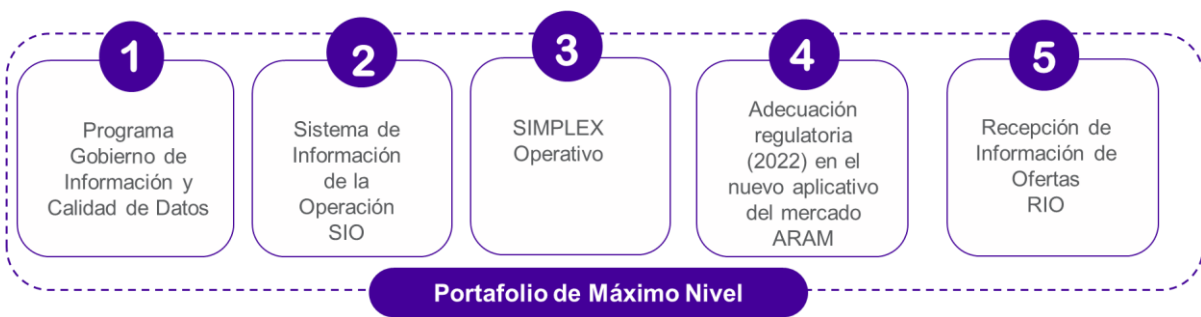 1
Programa
Gobierno de
Información y
Calidad de Datos
2
Sistema de
Información
de la
Operación
SIO
3
SIMPLEX
Operativo
4
Adecuación
regulatoria
(2022) en el
nuevo aplicativo
del mercado
ARAM
5
Recepción de
Información de
Ofertas
RIO
Portafolio de Máximo Nivel